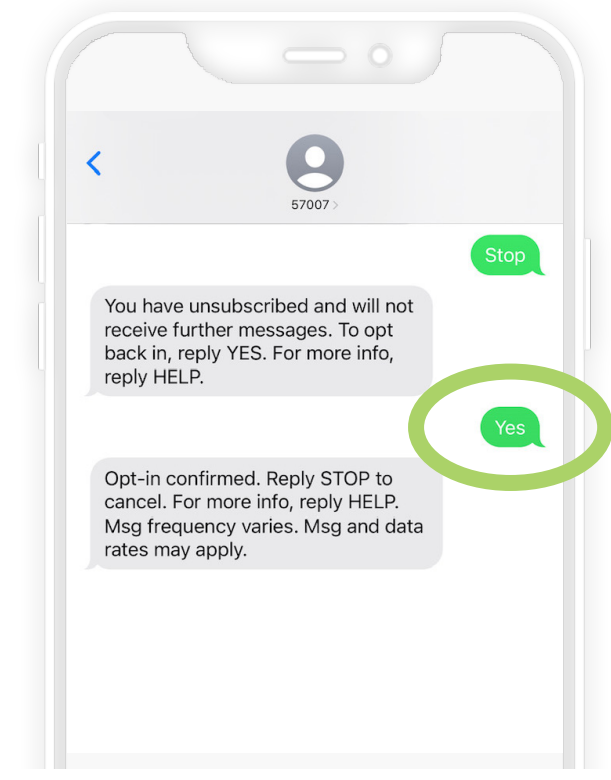 57007
Stop
You have unsubscribed and will not
receive further messages. To opt
back in, reply YES. For more info,
reply HELP.
Yes
Opt-in confirmed. Reply STOP to
cancel. For more info, reply HELP.
Msg frequency varies. Msg and data
rates may apply.